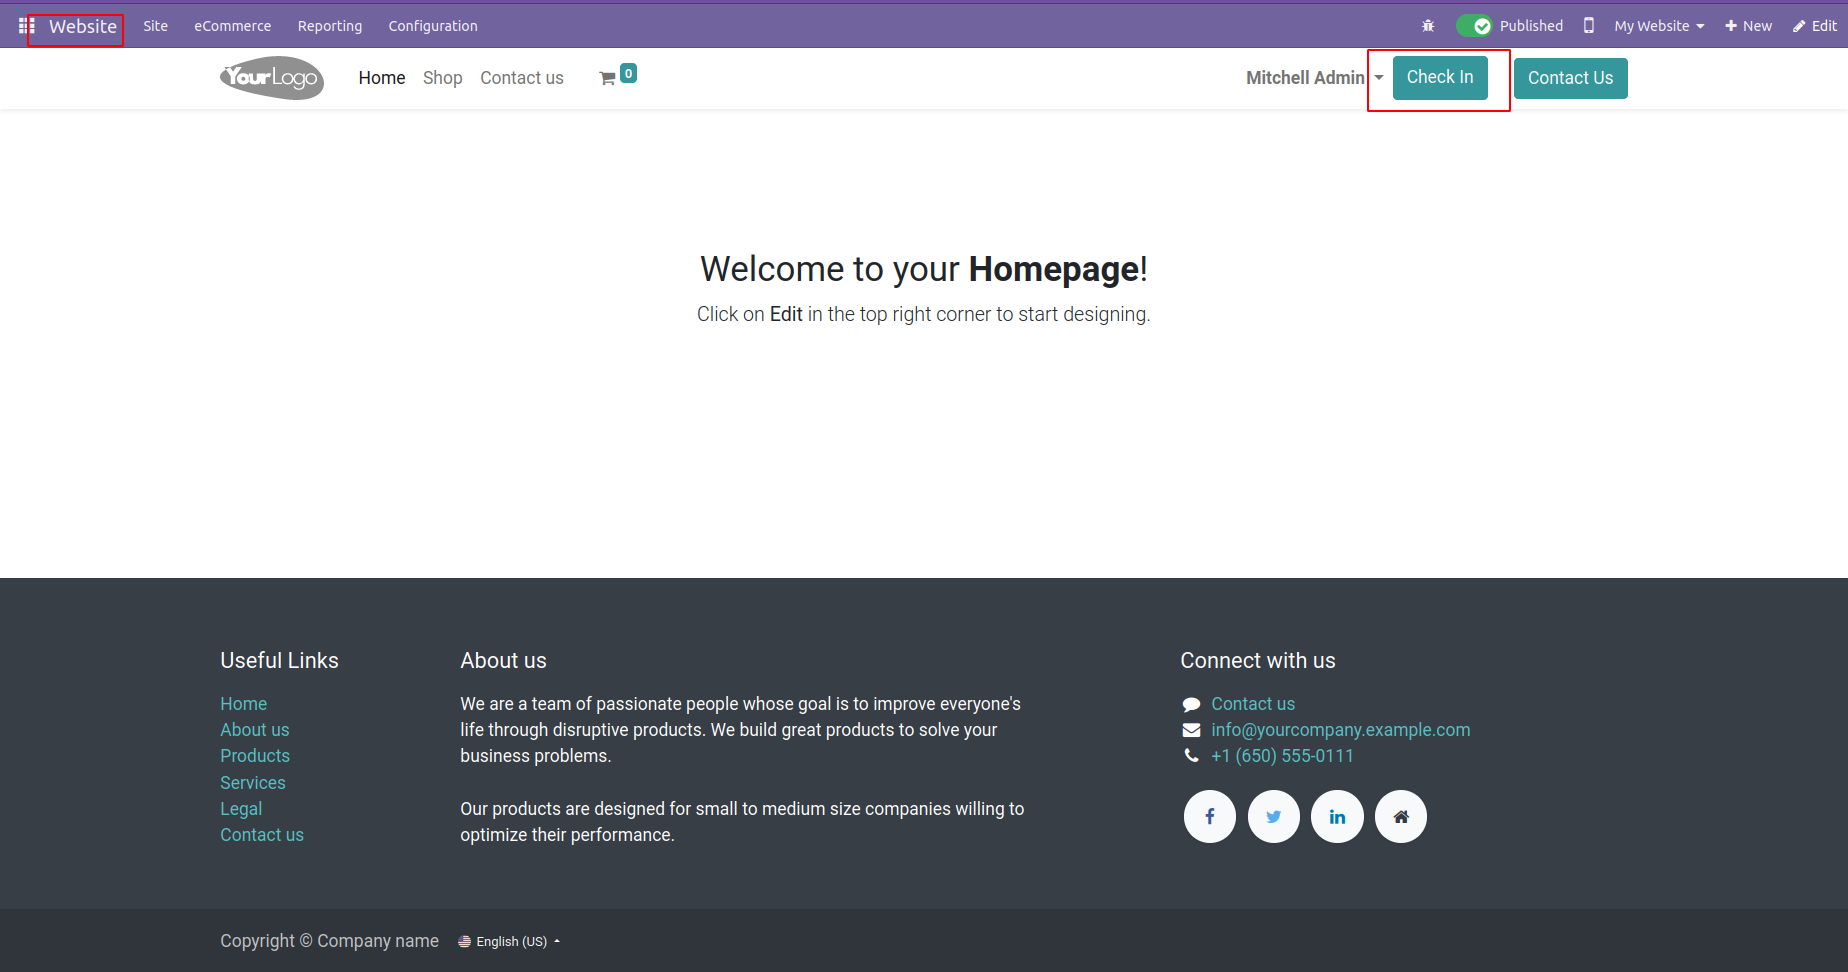 Website Site eCommerce Reporting Configuration Published My Website New Edit
YourLogo Home Shop Contact us 0 Mitchell Admin Check In Contact Us
Welcome to your Homepage!
Click on Edit in the top right corner to start designing.
Useful Links
Home
About us
Products
Services
Legal
Contact us
About us
We are a team of passionate people whose goal is to improve everyone's
life through disruptive products. We build great products to solve your
business problems.
Our products are designed for small to medium size companies willing to
optimize their performance.
Connect with us
Contact us
info@yourcompany.example.com
+1 (650) 555-0111
Copyright © Company name English (US)